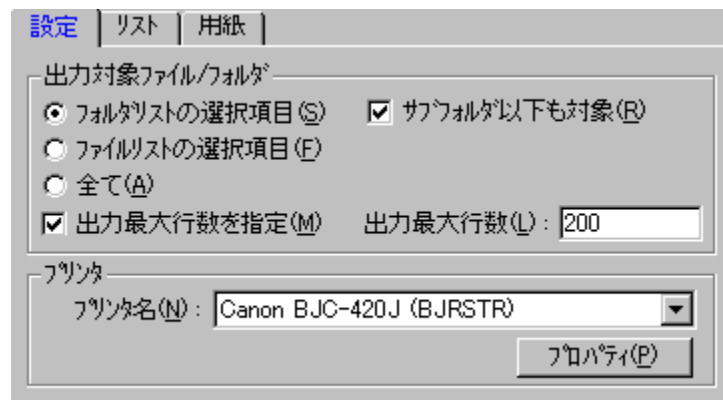 設定 ﾘｽﾄ 用紙
出力対象ﾌｧｲﾙ/ﾌｫﾙﾀﾞ
ﾌｫﾙﾀﾞﾘｽﾄの選択項目(S) ｻﾌﾞﾌｫﾙﾀﾞ以下も対象(R)
ﾌｧｲﾙﾘｽﾄの選択項目(F)
全て(A)
出力最大行数を指定(M) 出力最大行数(L): 200
ﾌﾟﾘﾝﾀ
ﾌﾟﾘﾝﾀ名(N): Canon BJC-420J (BJRSTR)
ﾌﾟﾛﾊﾟﾃｨ(P)